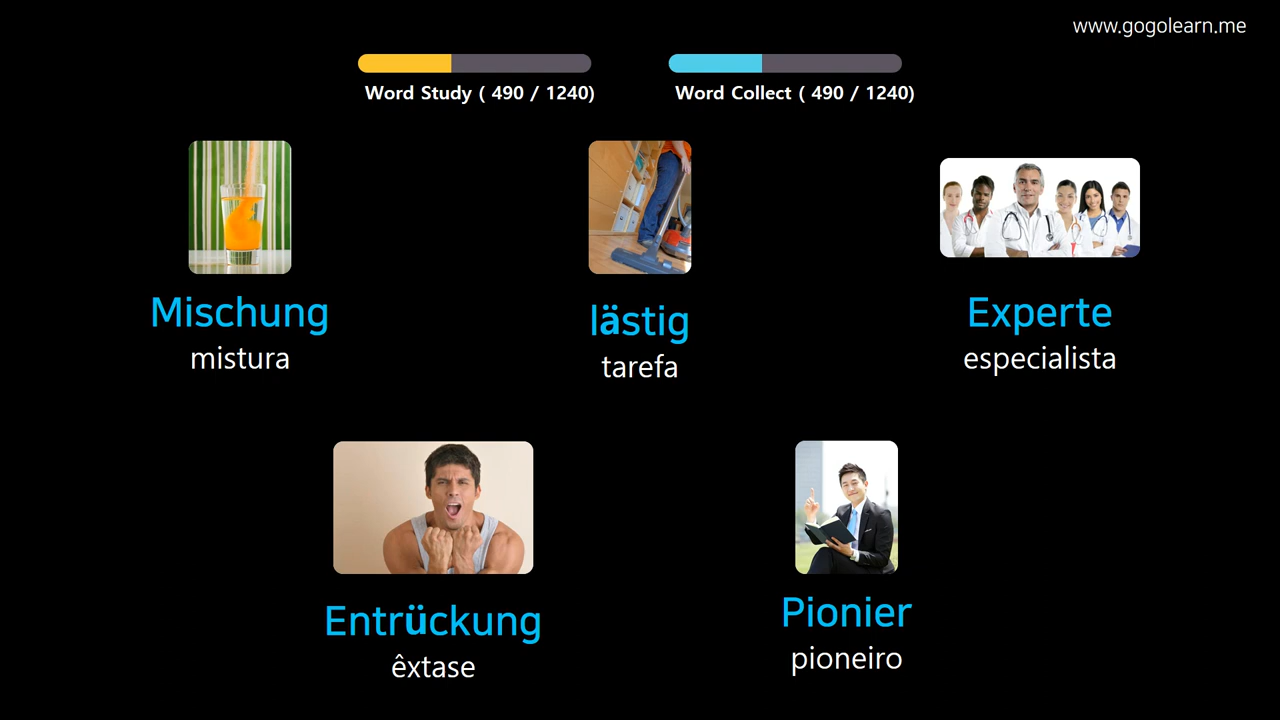 www.gogolearn.me
Word Study ( 490 / 1240)
Word Collect ( 490 / 1240)
Mischung
mistura
lästig
tarefa
Experte
especialista
Entrückung
êxtase
Pionier
pioneiro